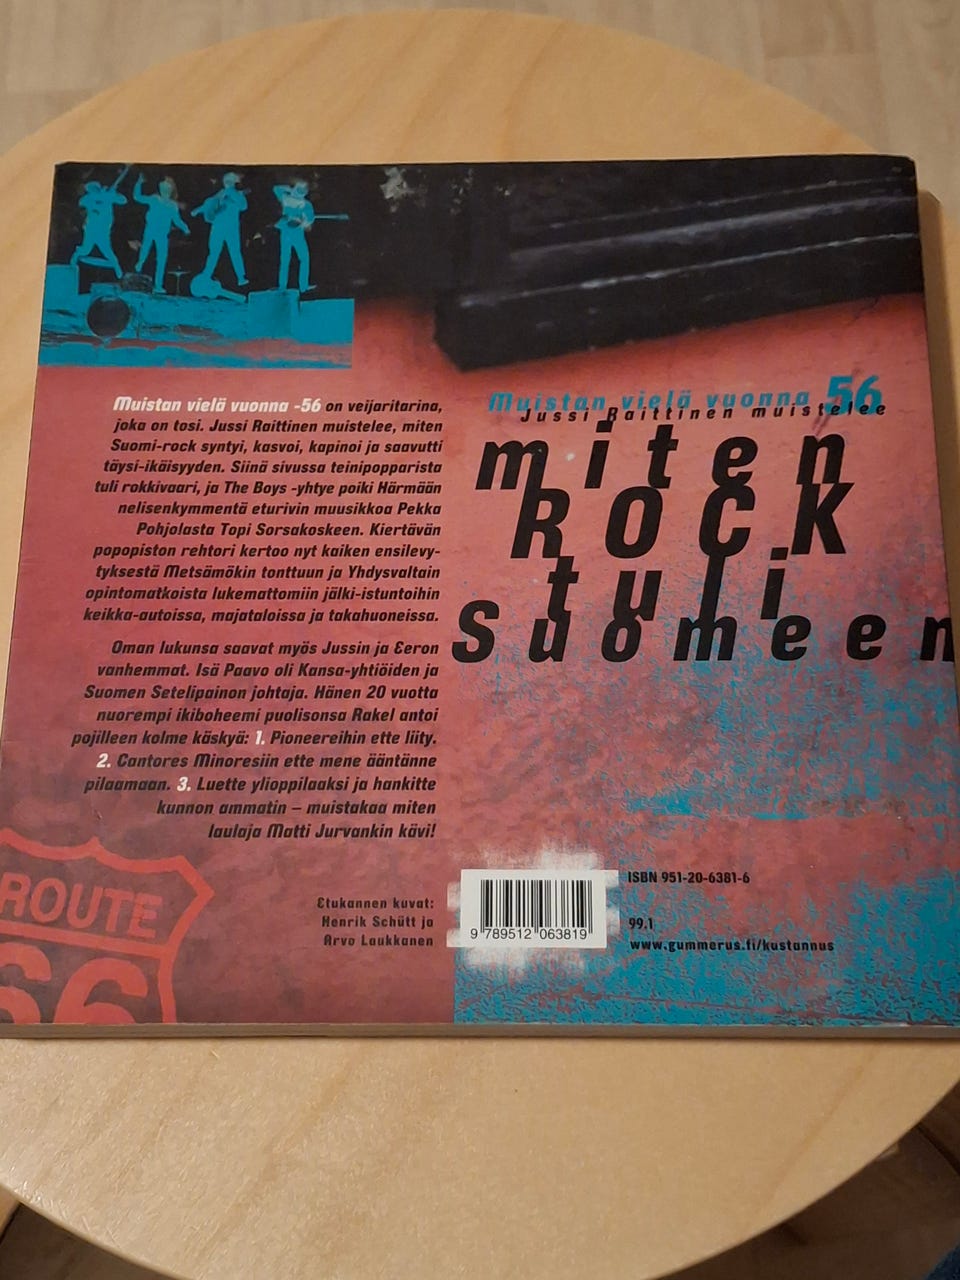 Muistan vielä vuonna -56 on veijaritarina,
joka on tosi. Jussi Raittinen muistelee, miten
Suomi-rock syntyi, kasvoi, kapinoi ja saavutti
täysi-ikäisyyden. Siinä sivussa teinipopparista
tuli rokkivaari, ja The Boys -yhtye poiki Härmään
nelisenkymmentä eturivin muusikkoa Pekka
Pohjolasta Topi Sorsakoskeen. Kiertävän
popopiston rehtori kertoo nyt kaiken ensilevy-
tyksestä Metsämökin tonttuun ja Yhdysvaltain
opintomatkoista lukemattomiin jälki-istuntoihin
keikka-autoissa, majataloissa ja takahuoneissa.
Oman lukunsa saavat myös Jussin ja Eeron
vanhemmat. Isä Paavo oli Kansa-yhtiöiden ja
Suomen Setelipainon johtaja. Hänen 20 vuotta
nuorempi ikiboheemi puolisonsa Rakel antoi
pojilleen kolme käskyä: 1. Pioneereihin ette liity.
2. Cantores Minoresiin ette mene ääntänne
pilaamaan. 3. Luette ylioppilaaksi ja hankitte
kunnon ammatin – muistakaa miten
laulaja Matti Jurvankin kävi!
Etukannen kuvat:
Henrik Schütt ja
Arvo Laukkanen
ROUTE
66
Muistan vielä vuonna 56
Jussi Raittinen muistelee
miten
ROCK
tuli
Suomeen
ISBN 951-20-6381-6
99.1
www.gummerus.fi/kustannus
9 789512 063819